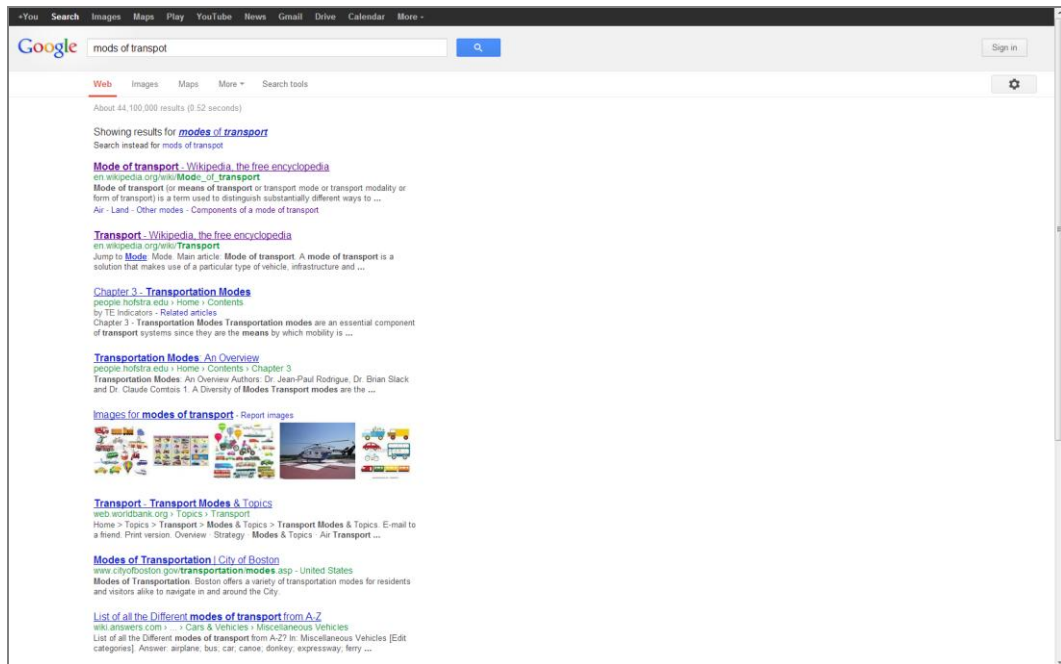 +You Search Images Maps Play YouTube News Gmail Drive Calendar More
Google mods of transpot Sign in
Web Images Maps More Search tools
About 44,100,000 results (0.52 seconds)
Showing results for modes of transport
Search instead for mods of transpot
Mode of transport - Wikipedia, the free encyclopedia
en.wikipedia.org/wiki/Mode_of_transport
Mode of transport (or means of transport or transport mode or transport modality or
form of transport) is a term used to distinguish substantially different ways to ...
Air - Land - Other modes - Components of a mode of transport
Transport - Wikipedia, the free encyclopedia
en.wikipedia.org/wiki/Transport
Jump to Mode: Mode. Main article: Mode of transport. A mode of transport is a
solution that makes use of a particular type of vehicle, infrastructure and ...
Chapter 3 - Transportation Modes
people.hofstra.edu › Home › Contents
by TE Indicators - Related articles
Chapter 3 - Transportation Modes Transportation modes are an essential component
of transport systems since they are the means by which mobility is ...
Transportation Modes: An Overview
people.hofstra.edu › Home › Contents › Chapter 3
Transportation Modes: An Overview Authors: Dr. Jean-Paul Rodrigue, Dr. Brian Slack
and Dr. Claude Comtois 1. A Diversity of Modes Transport modes are the ...
Images for modes of transport - Report images
Transport - Transport Modes & Topics
web.worldbank.org › Topics › Transport
Home > Topics > Transport > Modes & Topics > Transport Modes & Topics. E-mail to
a friend. Print version. Overview · Strategy · Modes & Topics · Air Transport ...
Modes of Transportation | City of Boston
www.cityofboston.gov/transportation/modes.asp - United States
Modes of Transportation. Boston offers a variety of transportation modes for residents
and visitors alike to navigate in and around the City.
List of all the Different modes of transport from A-Z
wiki.answers.com › ... › Cars & Vehicles › Miscellaneous Vehicles
List of all the Different modes of transport from A-Z? In: Miscellaneous Vehicles [Edit
categories]. Answer: airplane; bus; car; canoe; donkey; expressway; ferry ...